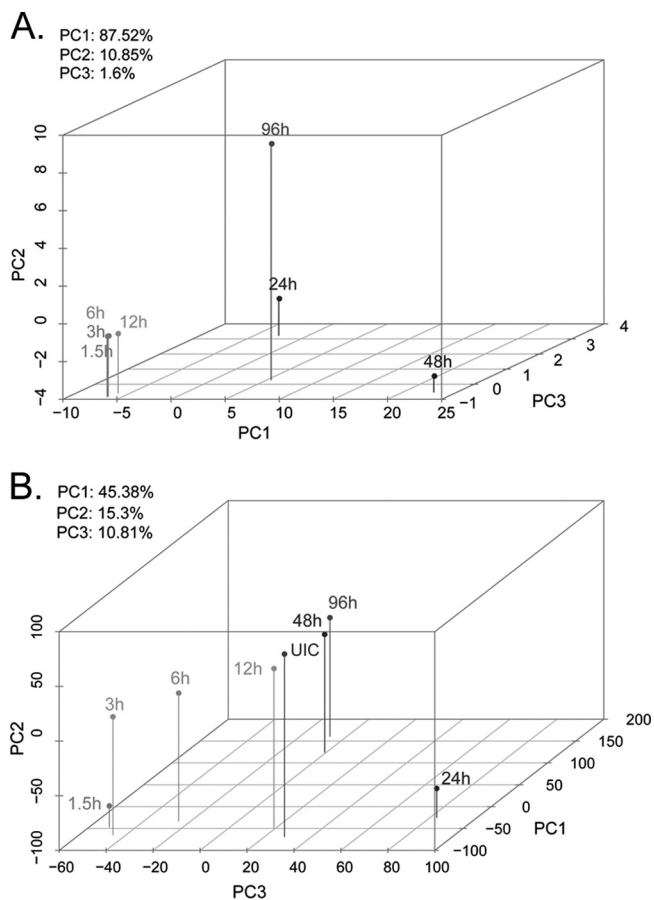 A.
PC1: 87.52%
PC2: 10.85%
PC3: 1.6%
10
8
6
4
2
0
−2
−4
PC2
96h
24h
6h
12h
3h
1.5h
48h
4
3
2
1
0
−1
PC3
−10 −5 0 5 10 15 20 25
PC1
B.
PC1: 45.38%
PC2: 15.3%
PC3: 10.81%
100
50
0
−50
−100
PC2
96h
48h
UIC
12h
6h
3h
1.5h
24h
200
150
100
50
0
−50
−100
PC1
−60 −40 −20 0 20 40 60 80 100
PC3